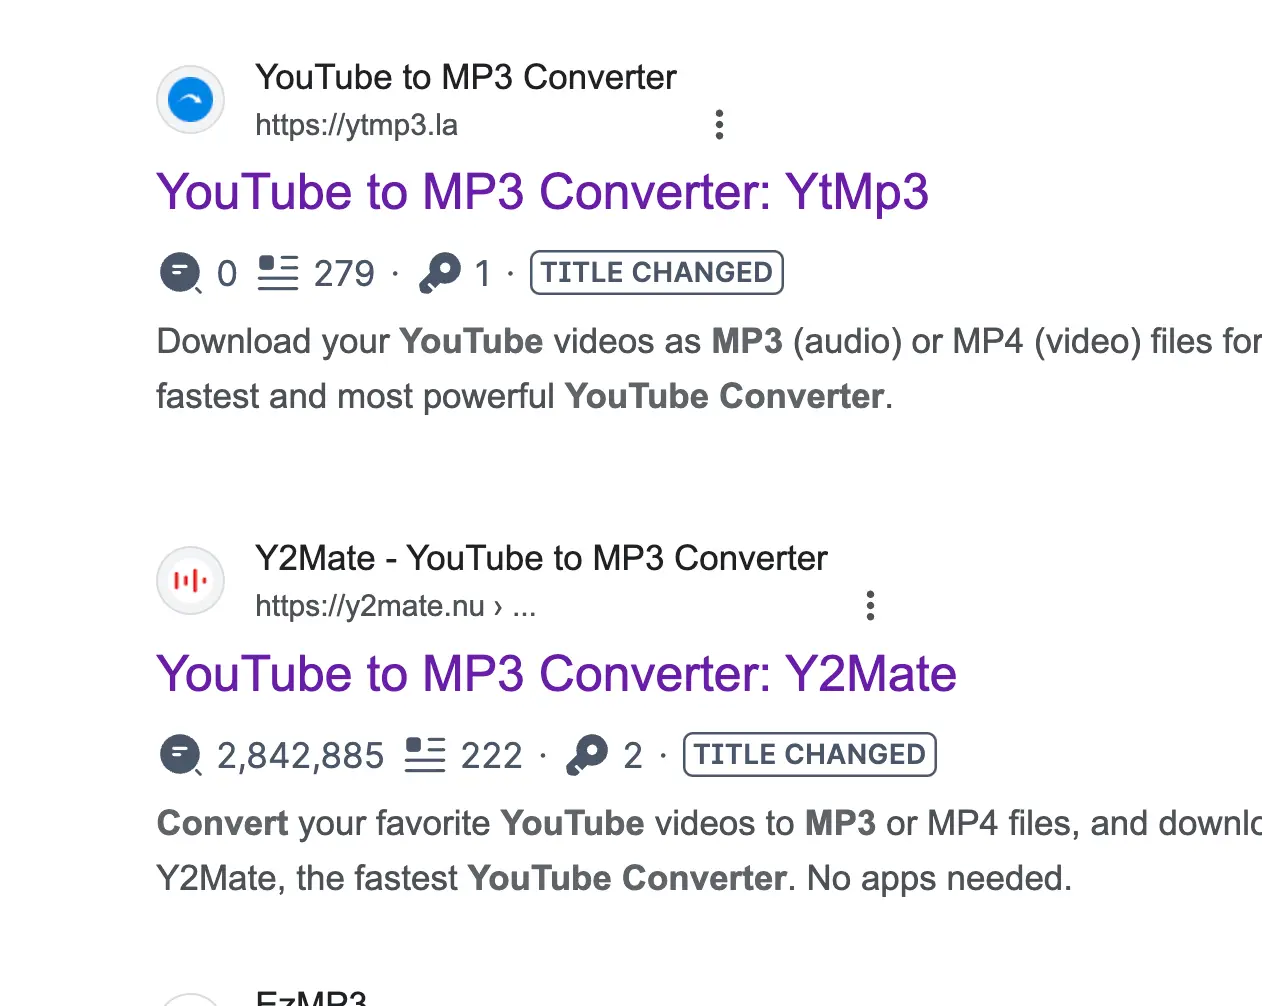 YouTube to MP3 Converter
https://ytmp3.la
YouTube to MP3 Converter: YtMp3
0 279 · 1 · TITLE CHANGED
Download your YouTube videos as MP3 (audio) or MP4 (video) files for
fastest and most powerful YouTube Converter.
Y2Mate - YouTube to MP3 Converter
https://y2mate.nu › ...
YouTube to MP3 Converter: Y2Mate
2,842,885 222 · 2 · TITLE CHANGED
Convert your favorite YouTube videos to MP3 or MP4 files, and downlo
Y2Mate, the fastest YouTube Converter. No apps needed.
EzMP3